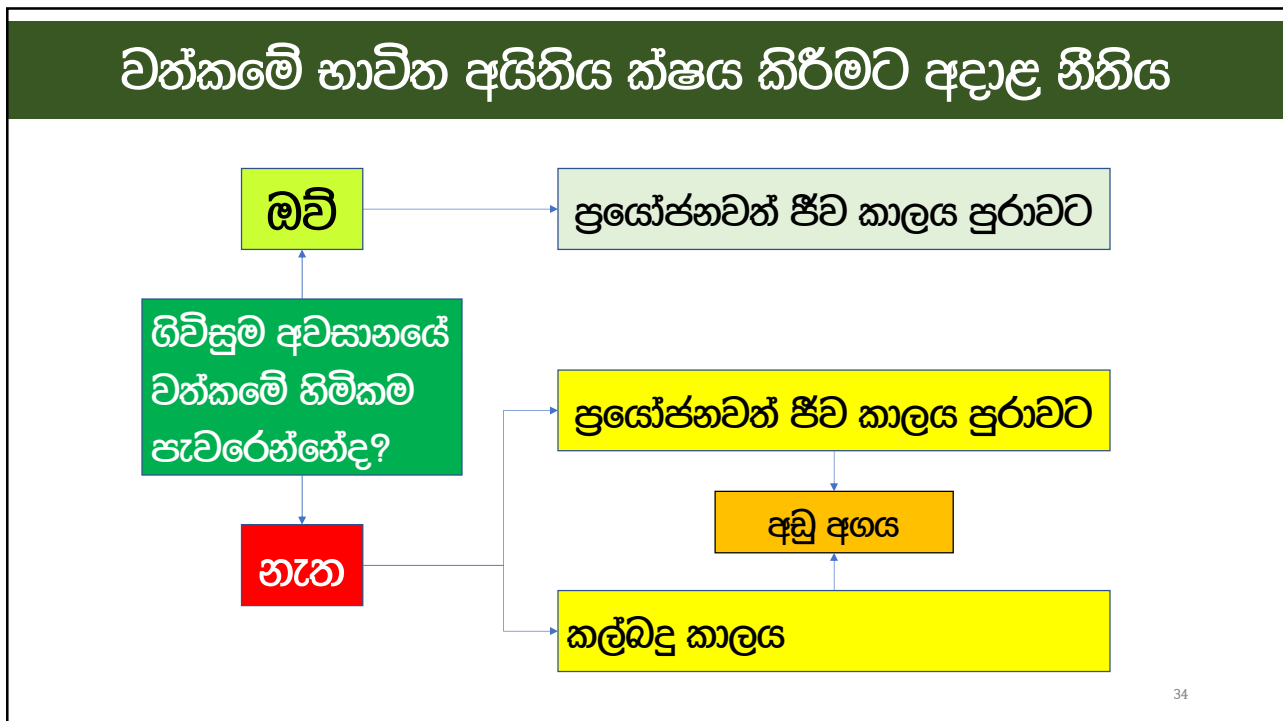 වත්කමේ භාවිත අයිතිය ක්ෂය කිරීමට අදාළ නීතිය
ඔව්
ප්‍රයෝජනවත් ජීව කාලය පුරාවට
ගිවිසුම අවසානයේ
වත්කමේ හිමිකම
පැවරෙන්නේද?
ප්‍රයෝජනවත් ජීව කාලය පුරාවට
අඩු අගය
නැත
කල්බදු කාලය
34